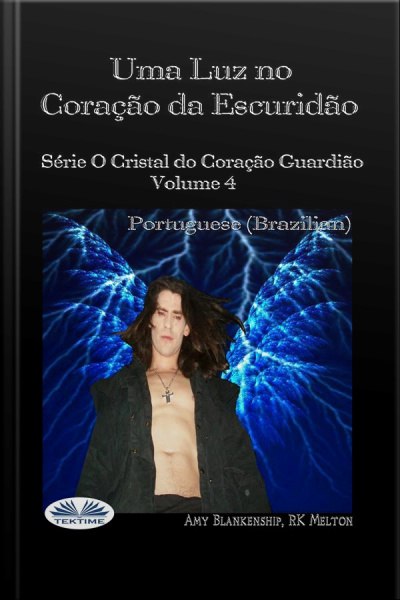 Uma Luz no
Coração da Escuridão
Série O Cristal do Coração Guardião
Volume 4
Portuguese (Brazilian)
TEKTIME
Amy Blankenship, RK Melton